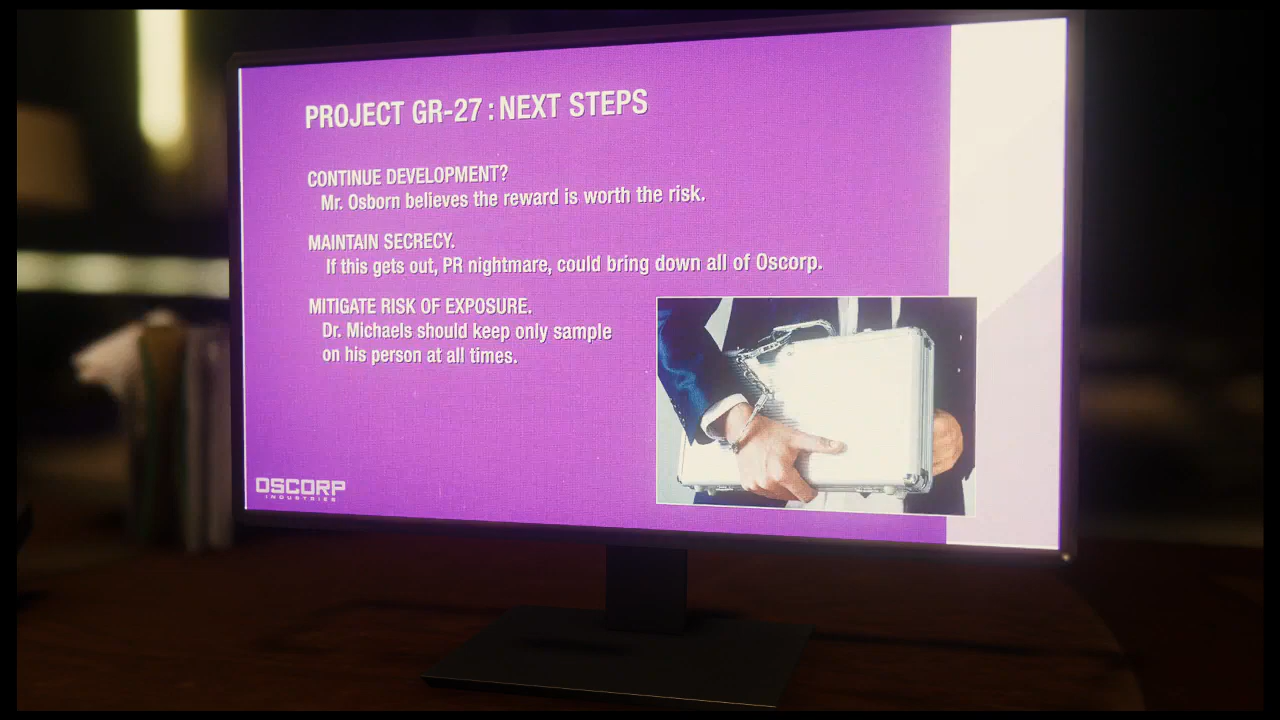 PROJECT GR-27 : NEXT STEPS
CONTINUE DEVELOPMENT?
Mr. Osborn believes the reward is worth the risk.
MAINTAIN SECRECY.
If this gets out, PR nightmare, could bring down all of Oscorp.
MITIGATE RISK OF EXPOSURE.
Dr. Michaels should keep only sample
on his person at all times.
OSCORP
INDUSTRIES